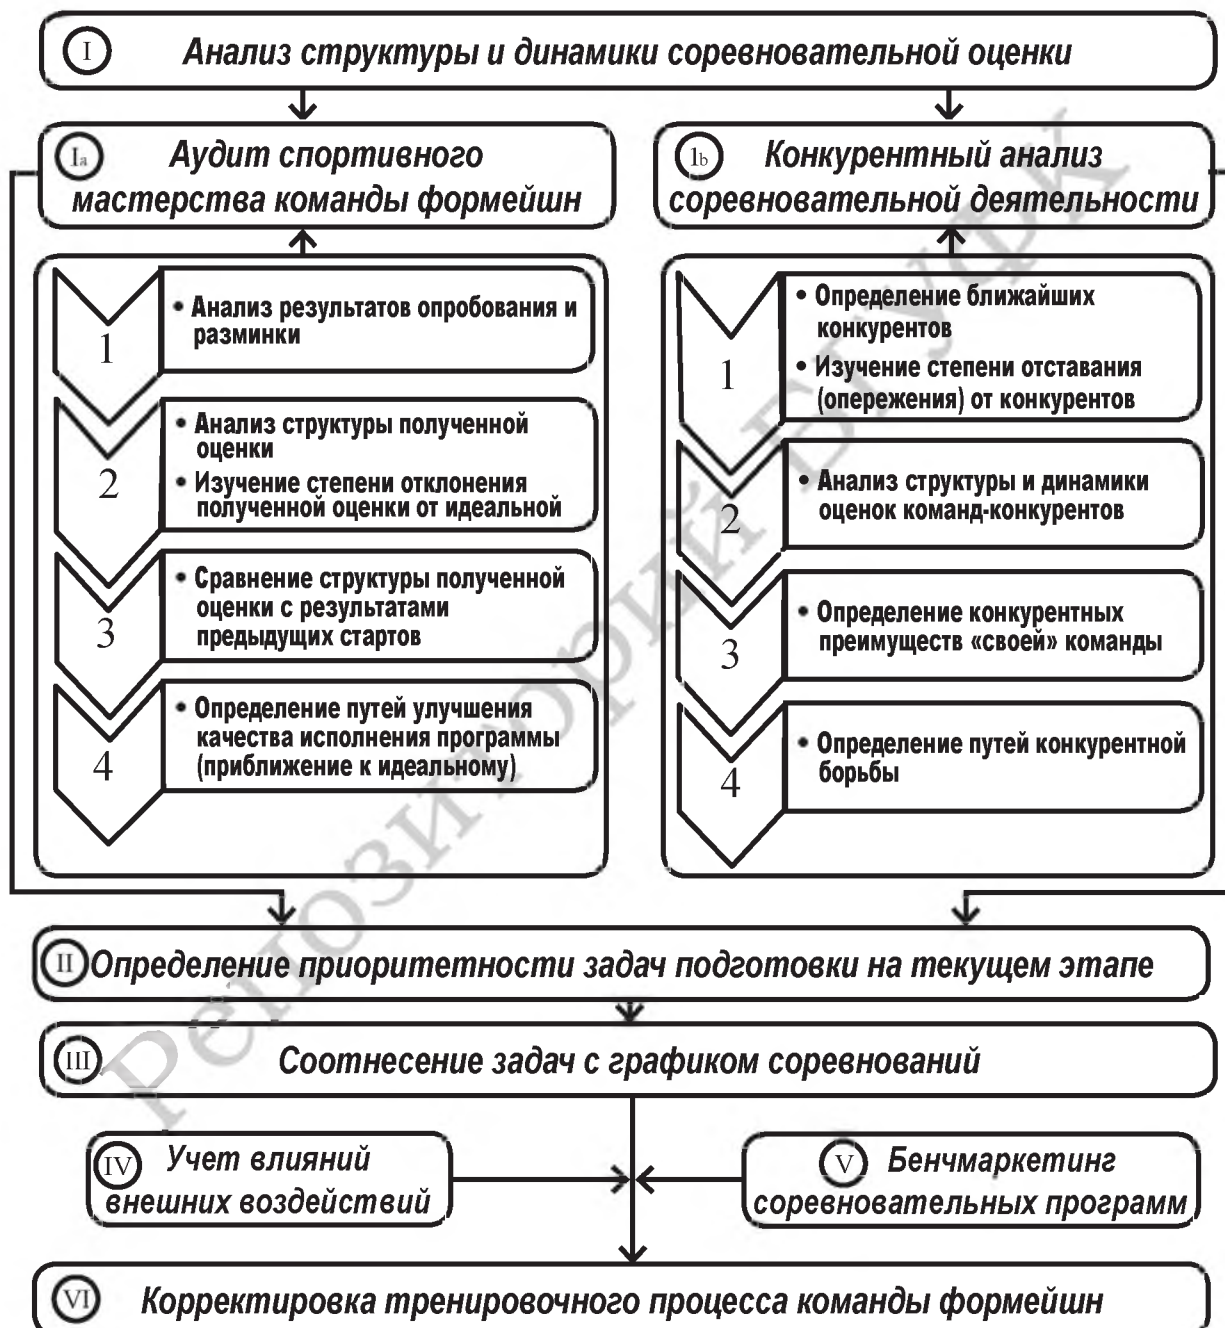 I Анализ структуры и динамики соревновательной оценки
Iа Аудит спортивного
мастерства команды формейшн
1
• Анализ результатов опробования и
разминки
2
• Анализ структуры полученной
оценки
• Изучение степени отклонения
полученной оценки от идеальной
3
• Сравнение структуры полученной
оценки с результатами
предыдущих стартов
4
• Определение путей улучшения
качества исполнения программы
(приближение к идеальному)
1b Конкурентный анализ
соревновательной деятельности
1
• Определение ближайших
конкурентов
• Изучение степени отставания
(опережения) от конкурентов
2
• Анализ структуры и динамики
оценок команд-конкурентов
3
• Определение конкурентных
преимуществ «своей» команды
4
• Определение путей конкурентной
борьбы
II Определение приоритетности задач подготовки на текущем этапе
III Соотнесение задач с графиком соревнований
IV Учет влияний
внешних воздействий
V Бенчмаркетинг
соревновательных программ
VI Корректировка тренировочного процесса команды формейшн
Репозиторий БГУФК